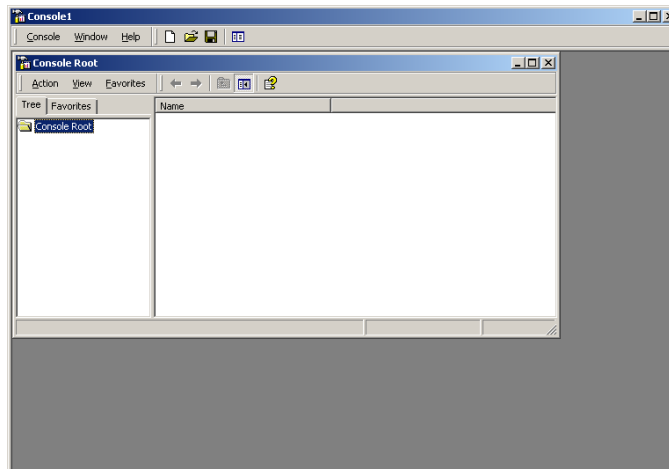 Console1
Console Window Help
Console Root
Action View Favorites
Tree Favorites Name
Console Root